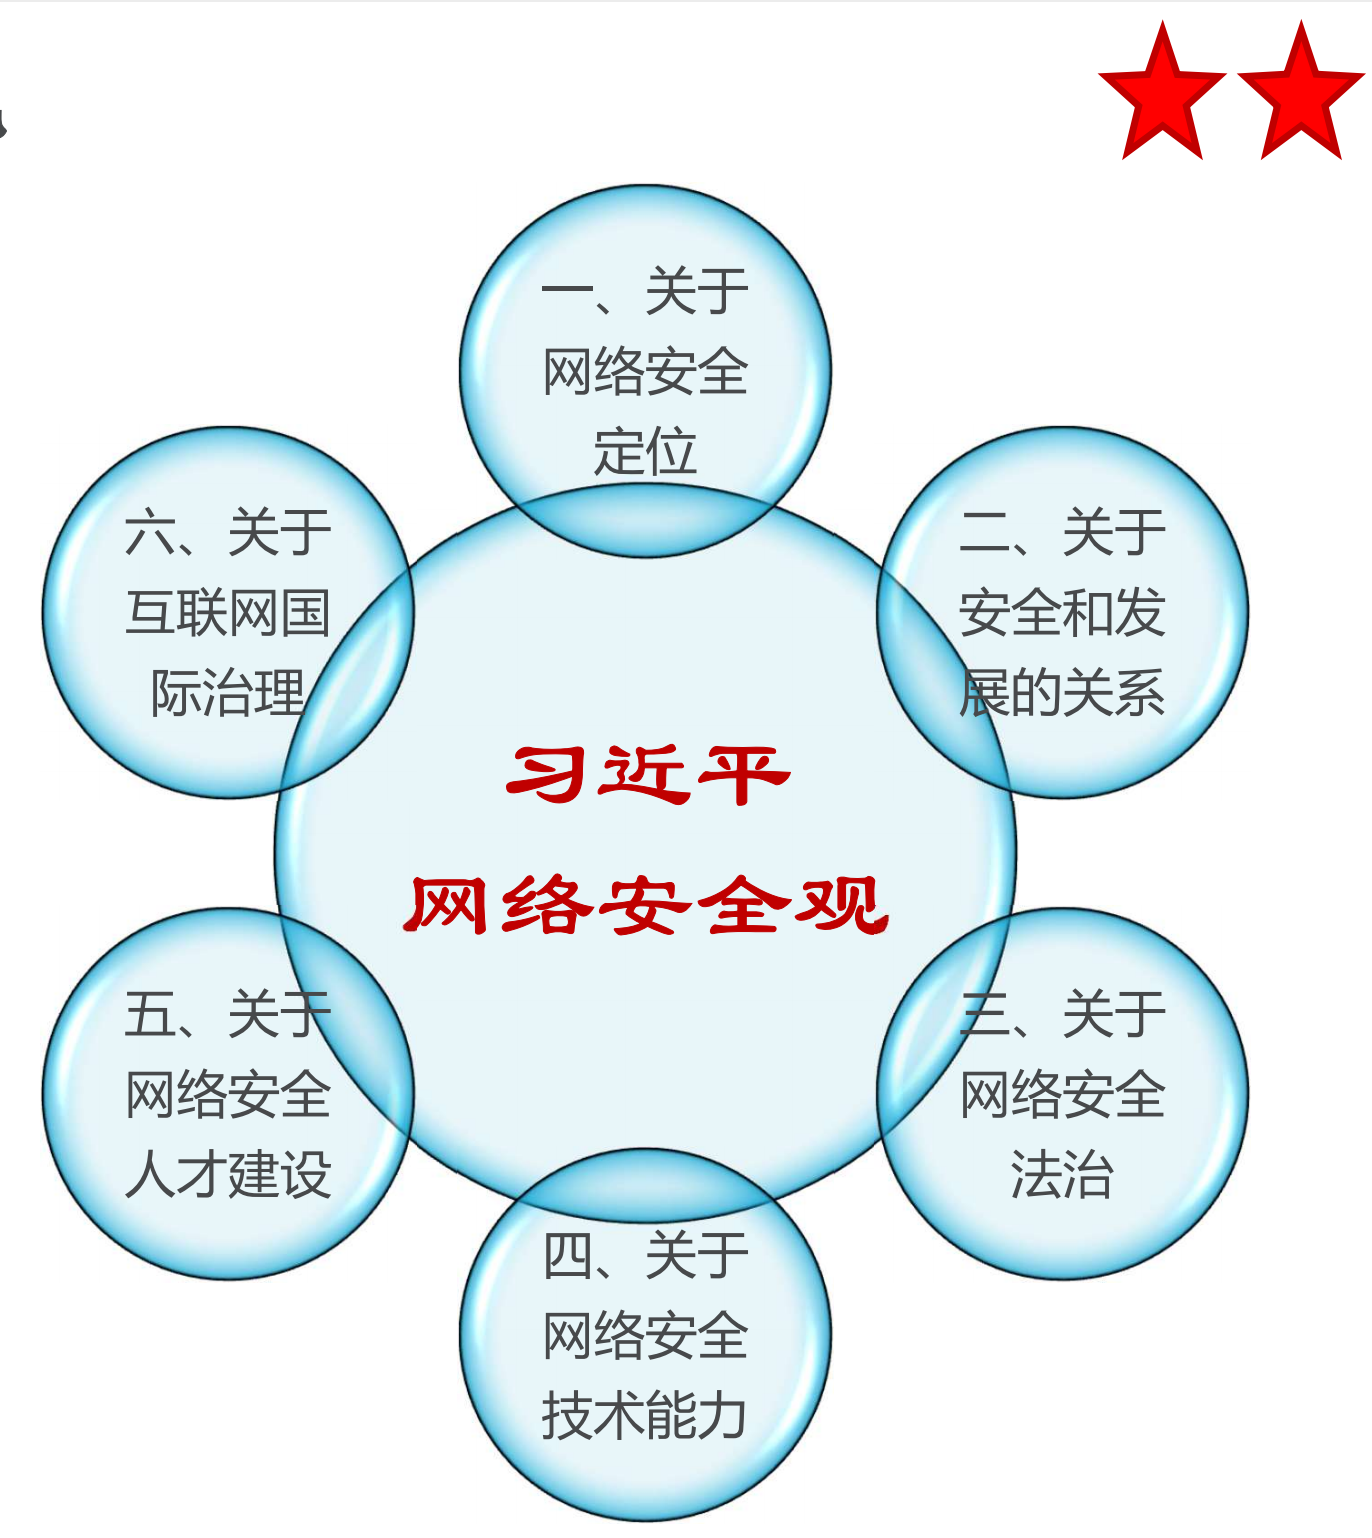 一、关于
网络安全
定位
二、关于
安全和发
展的关系
三、关于
网络安全
法治
四、关于
网络安全
技术能力
五、关于
网络安全
人才建设
六、关于
互联网国
际治理
习近平
网络安全观